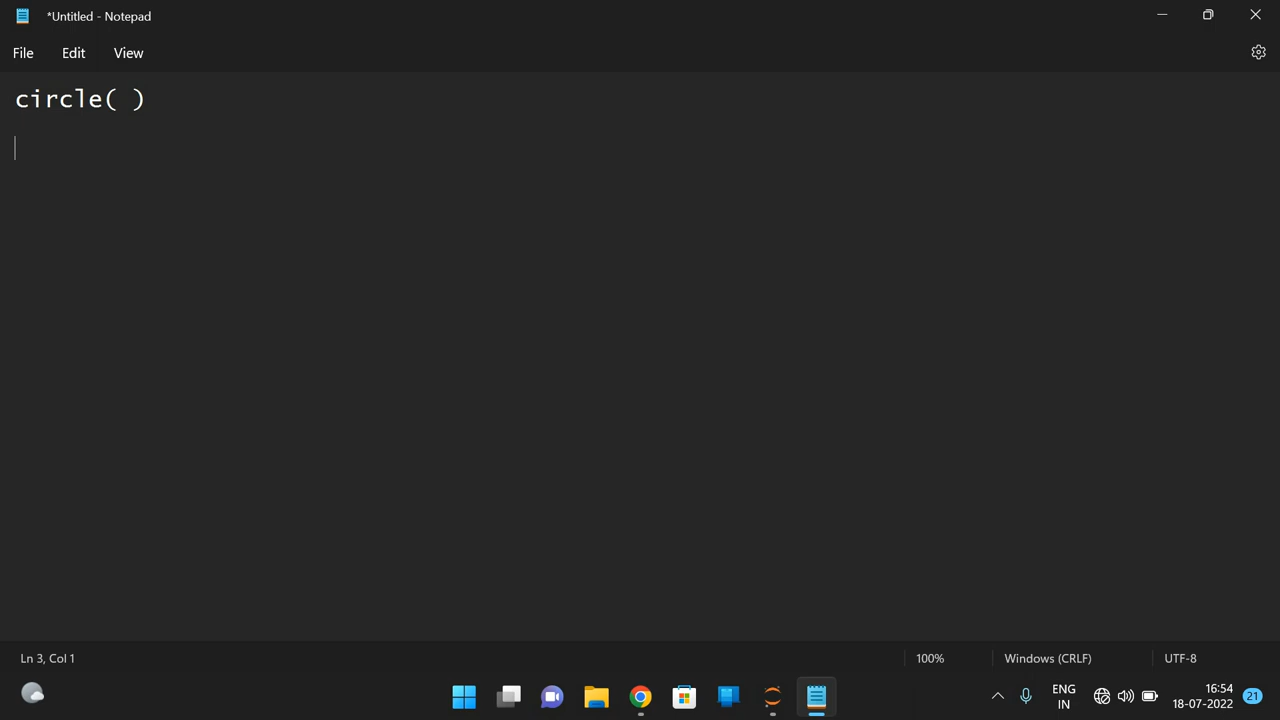 *Untitled - Notepad
File Edit View
circle( )
Ln 3, Col 1 100% Windows (CRLF) UTF-8
ENG 16:54
IN 18-07-2022 21